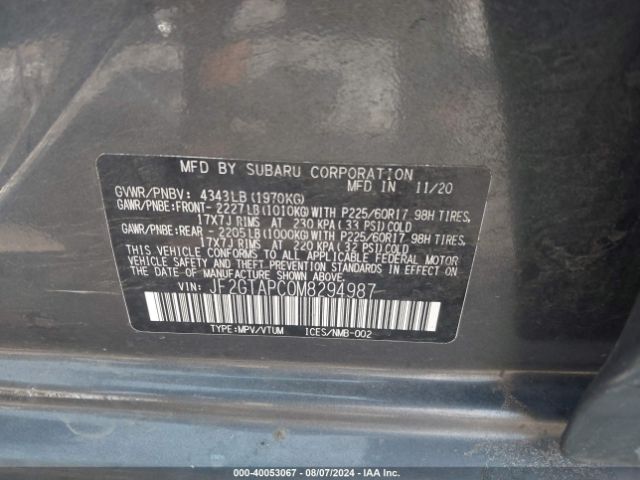 MFD BY SUBARU CORPORATION
GVWR/PNBV: 4343LB (1970KG) MFD IN 11/20
GAWR/PNBE:FRONT- 2227LB(1010KG)WITH P225/60R17 98H TIRES,
17X7J RIMS AT 230 KPA(33 PSI)COLD
GAWR/PNBE:REAR - 2205LB(1000KG)WITH P225/60R17 98H TIRES,
17X7J RIMS AT 220 KPA(32 PSI)COLD
THIS VEHICLE CONFORMS TO ALL APPLICABLE FEDERAL MOTOR
VEHICLE SAFETY, BUMPER, AND THEFT PREVENTION STANDARDS
IN EFFECT ON THE DATE OF MANUFACTURE SHOWN ABOVE.
VIN: JF2GTAPC0M8294987
TYPE:MPV/VTUM ICES/NMB-002
000-40053067 - 08/07/2024 - IAA Inc.